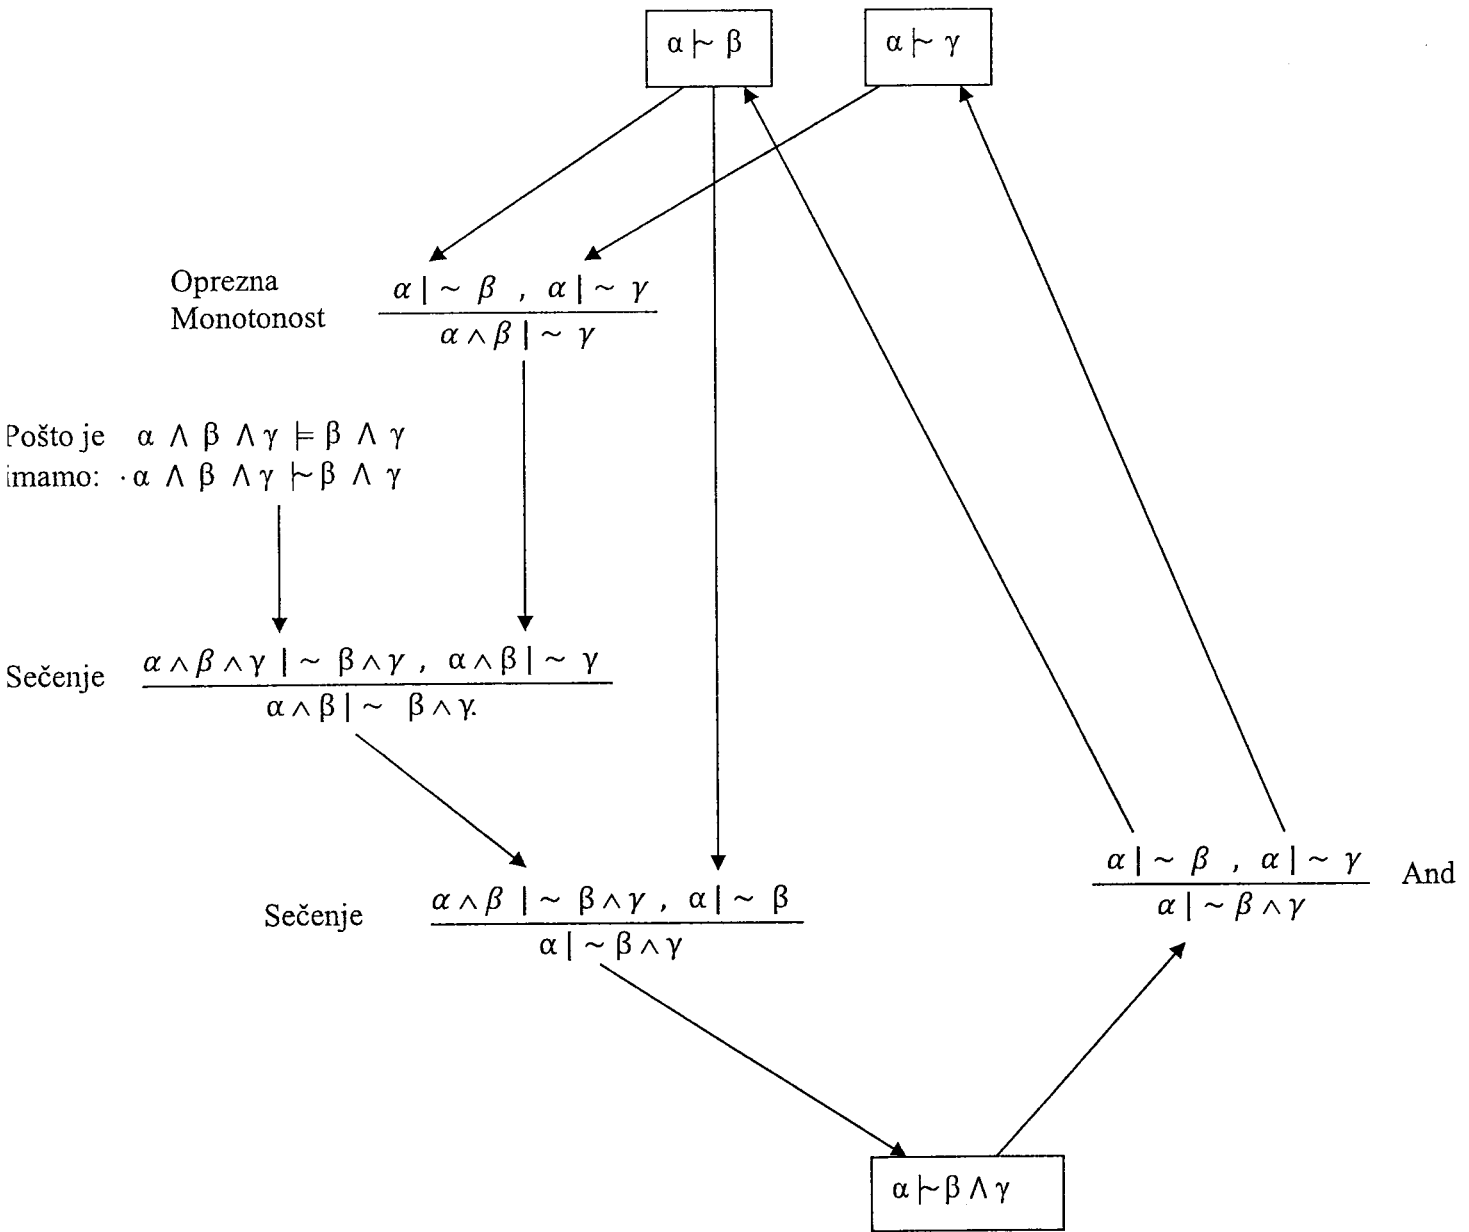 α |~ β
α |~ γ
Oprezna
Monotonost
α | ~ β , α | ~ γ
α ∧ β | ~ γ
Pošto je α ∧ β ∧ γ ⊨ β ∧ γ
imamo: α ∧ β ∧ γ |~ β ∧ γ
Sečenje
α ∧ β ∧ γ | ~ β ∧ γ , α ∧ β | ~ γ
α ∧ β | ~ β ∧ γ.
α | ~ β , α | ~ γ
And
α | ~ β ∧ γ
Sečenje
α ∧ β | ~ β ∧ γ , α | ~ β
α | ~ β ∧ γ
α |~ β ∧ γ